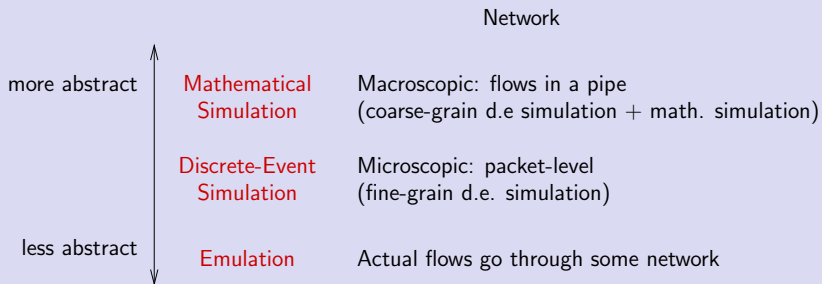 Network
more abstract
Mathematical Simulation
Macroscopic: flows in a pipe
(coarse-grain d.e simulation + math. simulation)
Discrete-Event Simulation
Microscopic: packet-level
(fine-grain d.e. simulation)
less abstract
Emulation
Actual flows go through some network